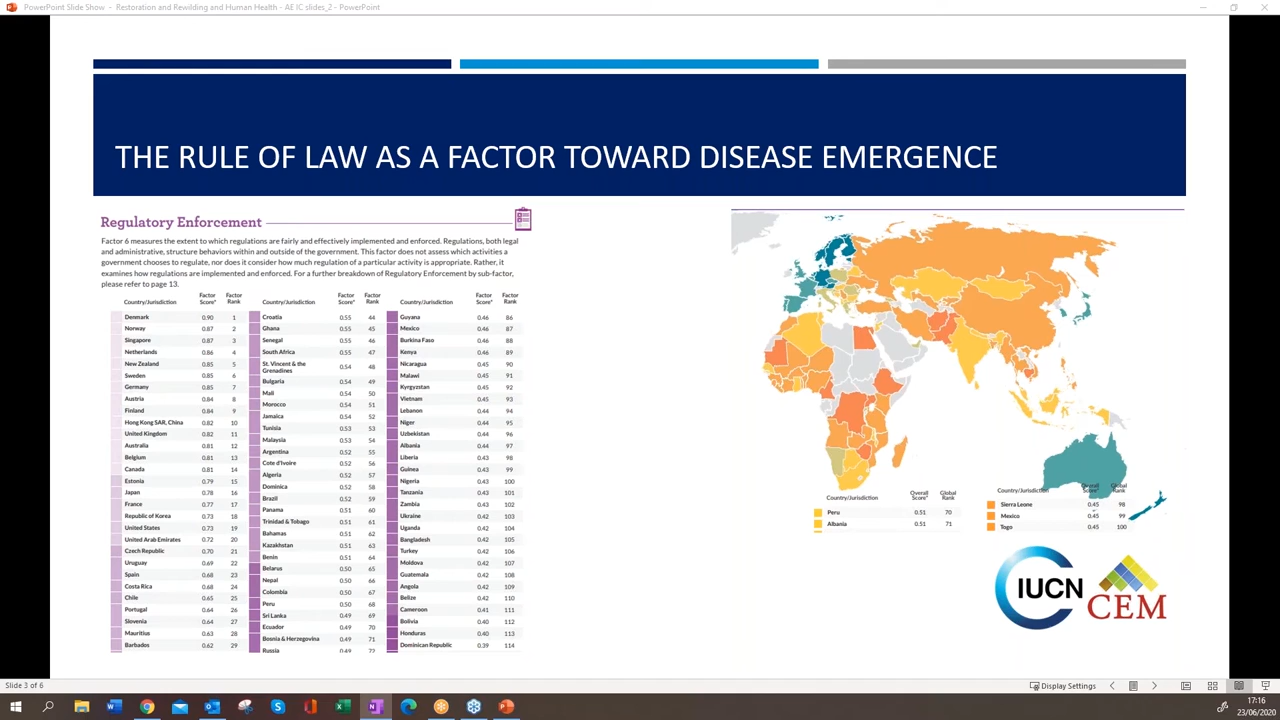 PowerPoint Slide Show - Restoration and Rewilding and Human Health - AE IC slides_2 - PowerPoint
THE RULE OF LAW AS A FACTOR TOWARD DISEASE EMERGENCE
Regulatory Enforcement
Factor 6 measures the extent to which regulations are fairly and effectively implemented and enforced. Regulations, both legal
and administrative, structure behaviors within and outside of the government. This factor does not assess which activities a
government chooses to regulate, nor does it consider how much regulation of a particular activity is appropriate. Rather, it
examines how regulations are implemented and enforced. For a further breakdown of Regulatory Enforcement by sub-factor,
please refer to page 13.
Country/Jurisdiction Factor Score* Factor Rank
Denmark 0.90 1
Norway 0.87 2
Singapore 0.87 3
Netherlands 0.86 4
New Zealand 0.85 5
Sweden 0.85 6
Germany 0.85 7
Austria 0.84 8
Finland 0.84 9
Hong Kong SAR, China 0.82 10
United Kingdom 0.82 11
Australia 0.81 12
Belgium 0.81 13
Canada 0.81 14
Estonia 0.79 15
Japan 0.78 16
France 0.77 17
Republic of Korea 0.73 18
United States 0.73 19
United Arab Emirates 0.72 20
Czech Republic 0.70 21
Uruguay 0.69 22
Spain 0.68 23
Costa Rica 0.68 24
Chile 0.65 25
Portugal 0.64 26
Slovenia 0.64 27
Mauritius 0.63 28
Barbados 0.62 29
Country/Jurisdiction Factor Score* Factor Rank
Croatia 0.55 44
Ghana 0.55 45
Senegal 0.55 46
South Africa 0.55 47
St. Vincent & the
Grenadines 0.54 48
Bulgaria 0.54 49
Mali 0.54 50
Morocco 0.54 51
Jamaica 0.54 52
Tunisia 0.53 53
Malaysia 0.53 54
Argentina 0.52 55
Cote d'Ivoire 0.52 56
Algeria 0.52 57
Dominica 0.52 58
Brazil 0.52 59
Panama 0.51 60
Trinidad & Tobago 0.51 61
Bahamas 0.51 62
Kazakhstan 0.51 63
Benin 0.51 64
Belarus 0.50 65
Nepal 0.50 66
Colombia 0.50 67
Peru 0.50 68
Sri Lanka 0.49 69
Ecuador 0.49 70
Bosnia & Herzegovina 0.49 71
Russia 0.49 72
Country/Jurisdiction Factor Score* Factor Rank
Guyana 0.46 86
Mexico 0.46 87
Burkina Faso 0.46 88
Kenya 0.46 89
Nicaragua 0.45 90
Malawi 0.45 91
Kyrgyzstan 0.45 92
Vietnam 0.45 93
Lebanon 0.44 94
Niger 0.44 95
Uzbekistan 0.44 96
Albania 0.44 97
Liberia 0.43 98
Guinea 0.43 99
Nigeria 0.43 100
Tanzania 0.43 101
Zambia 0.43 102
Ukraine 0.42 103
Uganda 0.42 104
Bangladesh 0.42 105
Turkey 0.42 106
Moldova 0.42 107
Guatemala 0.42 108
Angola 0.42 109
Belize 0.42 110
Cameroon 0.41 111
Bolivia 0.40 112
Honduras 0.40 113
Dominican Republic 0.39 114
Country/Jurisdiction Overall Score* Global Rank
Peru 0.51 70
Albania 0.51 71
Country/Jurisdiction Overall Score* Global Rank
Sierra Leone 0.45 98
Mexico 0.45 99
Togo 0.45 100
IUCN
CEM
Slide 3 of 6
Display Settings
17:16
23/06/2020